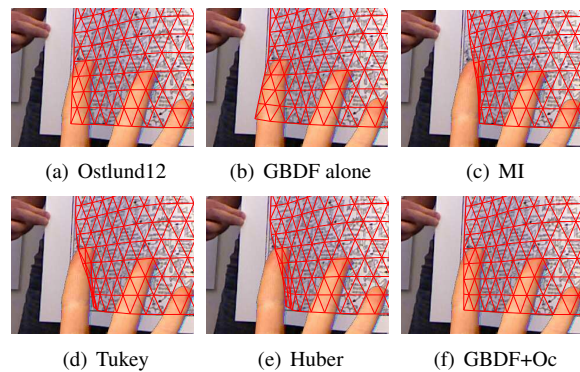 (a) Ostlund12
(b) GBDF alone
(c) MI
(d) Tukey
(e) Huber
(f) GBDF+Oc